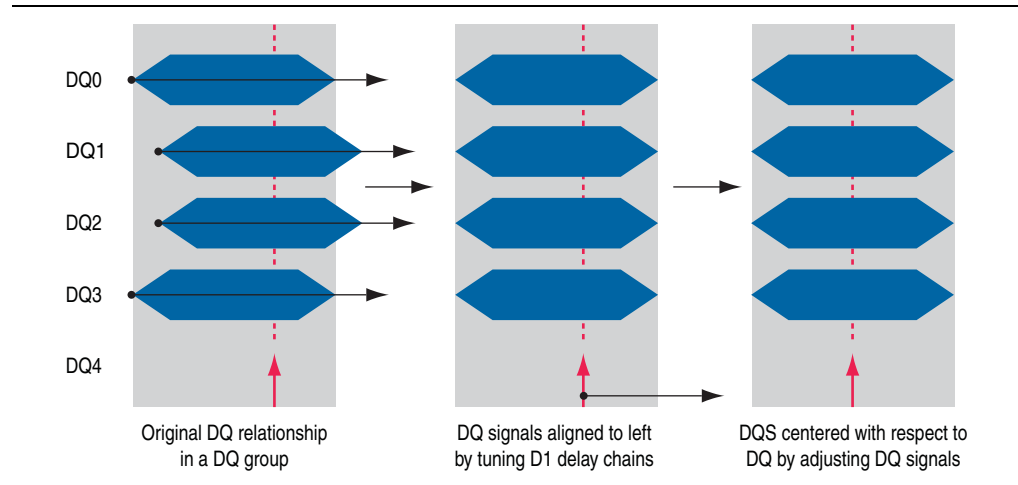 DQ0
DQ1
DQ2
DQ3
DQ4
Original DQ relationship
in a DQ group
DQ signals aligned to left
by tuning D1 delay chains
DQS centered with respect to
DQ by adjusting DQ signals